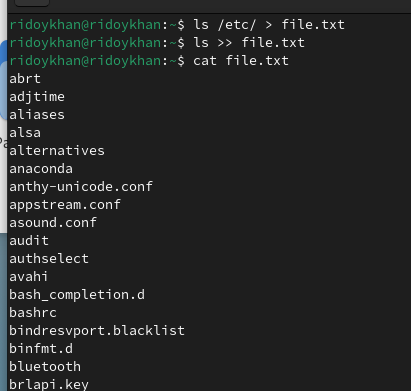 ridoykhan@ridoykhan:~$ ls /etc/ > file.txt
ridoykhan@ridoykhan:~$ ls >> file.txt
ridoykhan@ridoykhan:~$ cat file.txt
abrt
adjtime
aliases
alsa
alternatives
anaconda
anthy-unicode.conf
appstream.conf
asound.conf
audit
authselect
avahi
bash_completion.d
bashrc
bindresvport.blacklist
binfmt.d
bluetooth
brlapi.key